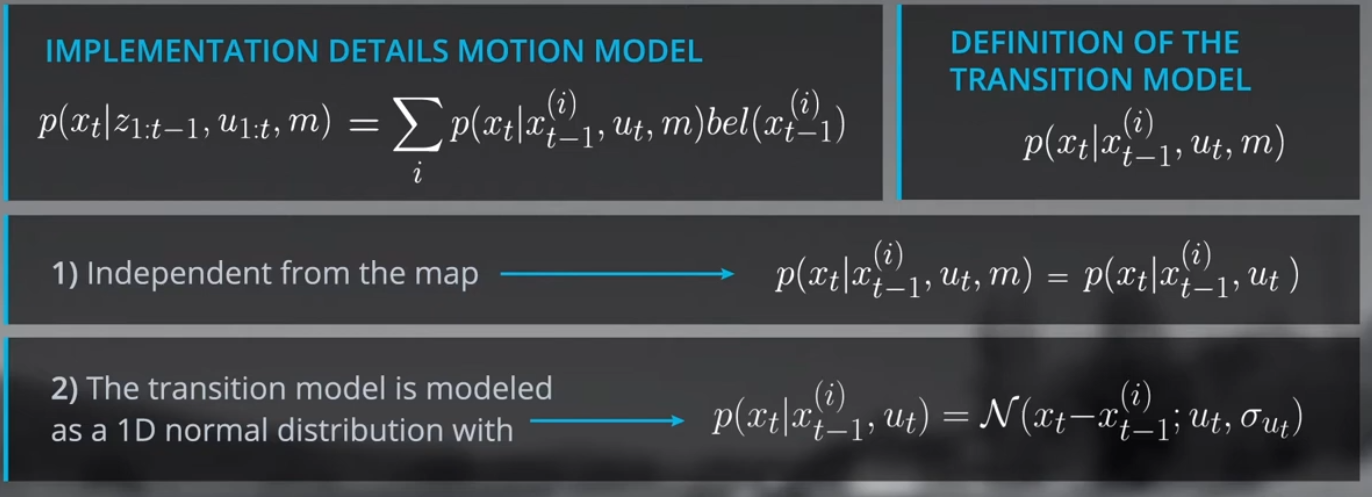 IMPLEMENTATION DETAILS MOTION MODEL
$p(x_t|z_{1:t-1}, u_{1:t}, m) = \sum_i p(x_t|x_{t-1}^{(i)}, u_t, m)bel(x_{t-1}^{(i)})$
DEFINITION OF THE
TRANSITION MODEL
$p(x_t|x_{t-1}^{(i)}, u_t, m)$
1) Independent from the map $p(x_t|x_{t-1}^{(i)}, u_t, m) = p(x_t|x_{t-1}^{(i)}, u_t)$
2) The transition model is modeled
as a 1D normal distribution with $p(x_t|x_{t-1}^{(i)}, u_t) = \mathcal{N}(x_t - x_{t-1}^{(i)}; u_t, \sigma_{u_t})$